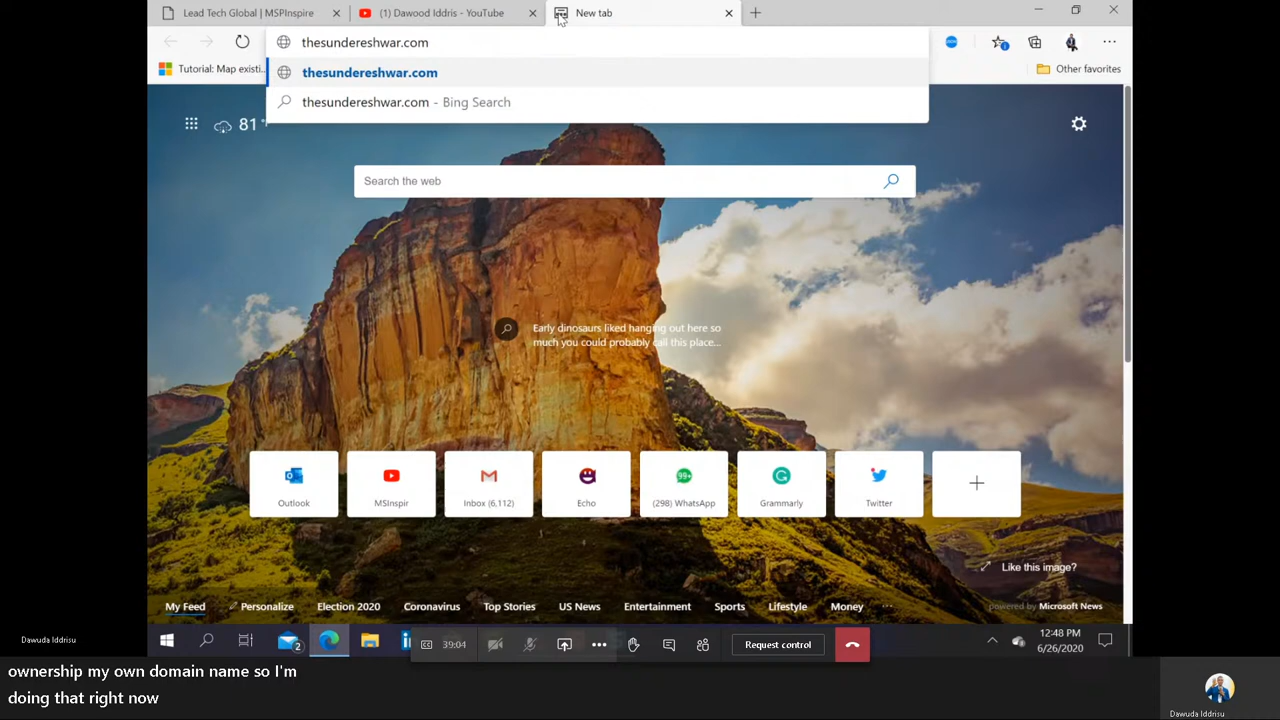 Lead Tech Global | MSPInspire
(1) Dawood Iddris - YouTube
New tab
thesundereshwar.com
Tutorial: Map existi...
Other favorites
thesundereshwar.com
thesundereshwar.com - Bing Search
81°
Search the web
Early dinosaurs liked hanging out here so
much you could probably call this place...
Outlook
MSInspir
Inbox (6,112)
Echo
99+
(298) WhatsApp
Grammarly
Twitter
Like this image?
My Feed
Personalize
Election 2020
Coronavirus
Top Stories
US News
Entertainment
Sports
Lifestyle
Money
powered by Microsoft News
2
39:04
Request control
12:48 PM
6/26/2020
Dawuda Iddrisu
ownership my own domain name so I'm
doing that right now
Dawuda Iddrisu